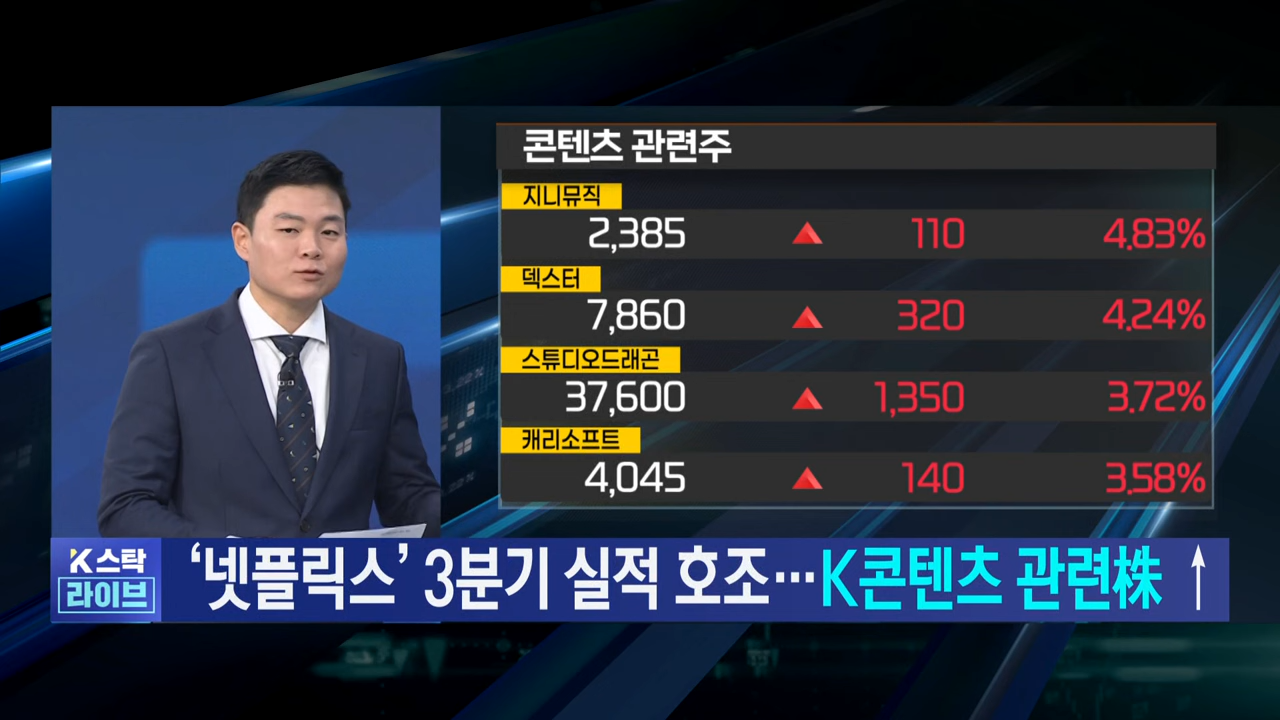 콘텐츠 관련주
지니뮤직
2,385 ▲ 110 4.83%
덱스터
7,860 ▲ 320 4.24%
스튜디오드래곤
37,600 ▲ 1,350 3.72%
캐리소프트
4,045 ▲ 140 3.58%
K스탁
라이브
‘넷플릭스’ 3분기 실적 호조…K콘텐츠 관련株 ↑